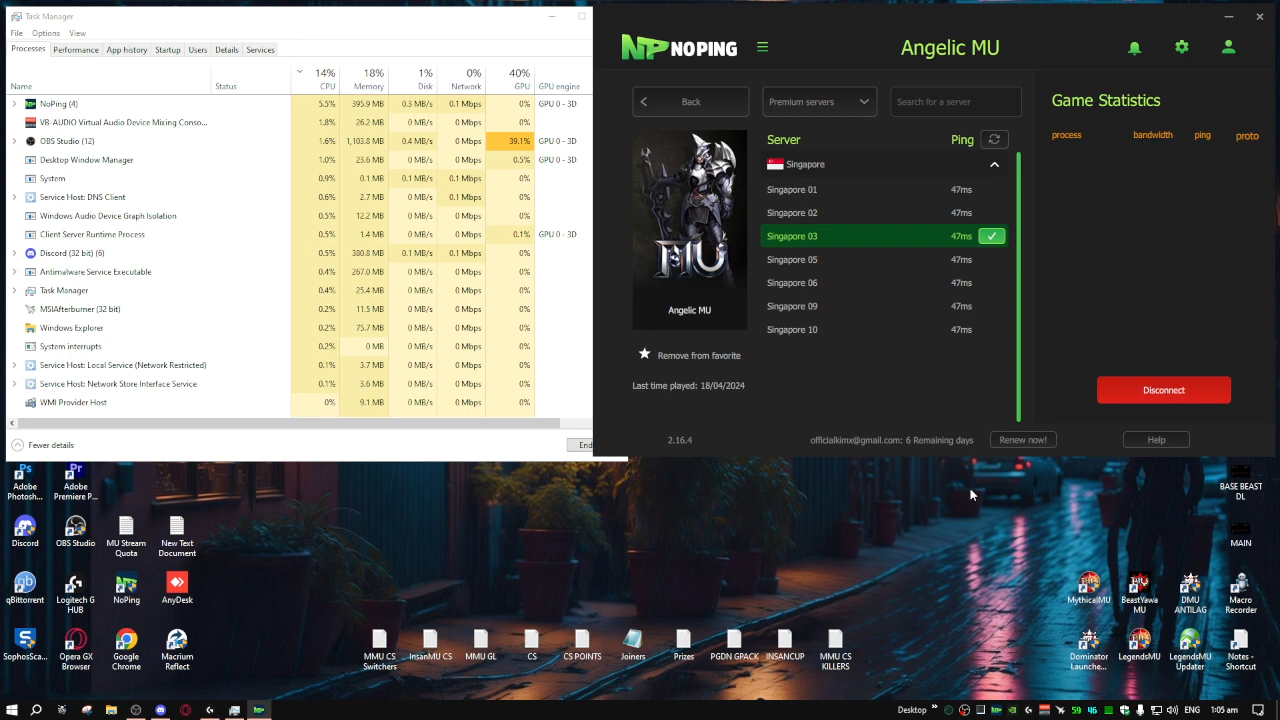 Task Manager
File Options View
Processes Performance App history Startup Users Details Services
14% 18% 1% 0% 40%
Name Status CPU Memory Disk Network GPU GPU engine
NoPing (4) 5.5% 395.9 MB 0.3 MB/s 0.1 Mbps 0% GPU 0 - 3D
VB-AUDIO Virtual Audio Device Mixing Conso... 1.8% 26.2 MB 0 MB/s 0 Mbps 0%
OBS Studio (12) 1.6% 1,103.8 MB 0.4 MB/s 0 Mbps 39.1% GPU 0 - 3D
Desktop Window Manager 1.0% 23.6 MB 0 MB/s 0 Mbps 0.5% GPU 0 - 3D
System 0.9% 0.1 MB 0.1 MB/s 0.1 Mbps 0%
Service Host: DNS Client 0.6% 2.7 MB 0 MB/s 0.1 Mbps 0%
Windows Audio Device Graph Isolation 0.5% 12.2 MB 0 MB/s 0 Mbps 0%
Client Server Runtime Process 0.5% 1.4 MB 0 MB/s 0 Mbps 0.1% GPU 0 - 3D
Discord (32 bit) (6) 0.5% 380.8 MB 0.1 MB/s 0.1 Mbps 0%
Antimalware Service Executable 0.4% 267.0 MB 0 MB/s 0 Mbps 0%
Task Manager 0.4% 25.4 MB 0 MB/s 0 Mbps 0%
MSIAfterburner (32 bit) 0.2% 11.5 MB 0 MB/s 0 Mbps 0%
Windows Explorer 0.2% 75.7 MB 0 MB/s 0 Mbps 0%
System interrupts 0.2% 0 MB 0 MB/s 0 Mbps 0%
Service Host: Local Service (Network Restricted) 0.1% 3.7 MB 0 MB/s 0 Mbps 0%
Service Host: Network Store Interface Service 0.1% 3.6 MB 0 MB/s 0 Mbps 0%
WMI Provider Host 0% 9.1 MB 0 MB/s 0 Mbps 0%
Fewer details End
NP NOPING
Angelic MU
Back Premium servers Search for a server
Server Ping
Singapore
Singapore 01 47ms
Singapore 02 47ms
Singapore 03 47ms
Singapore 05 47ms
Singapore 06 47ms
Singapore 09 47ms
Singapore 10 47ms
MU
Angelic MU
Remove from favorite
Last time played: 18/04/2024
Game Statistics
process bandwidth ping proto
Disconnect
2.16.4 officialkimx@gmail.com: 6 Remaining days Renew now! Help
Adobe Photosh...
Adobe Premiere P...
BASE BEAST DL
Discord
OBS Studio
MU Stream Quota
New Text Document
MAIN
qBittorrent
Logitech G HUB
NoPing
AnyDesk
MythicalMU
BeastYawa MU
DMU ANTILAG
Macro Recorder
SophosSca...
Opera GX Browser
Google Chrome
Macrium Reflect
MMU CS Switchers
InsanMU CS
MMU GL
CS
CS POINTS
Joiners
Prizes
PGDN GPACK
INSANCUP
MMU CS KILLERS
Dominator Launche...
LegendsMU
LegendsMU Updater
Notes - Shortcut
Desktop 59 46 1:05 am